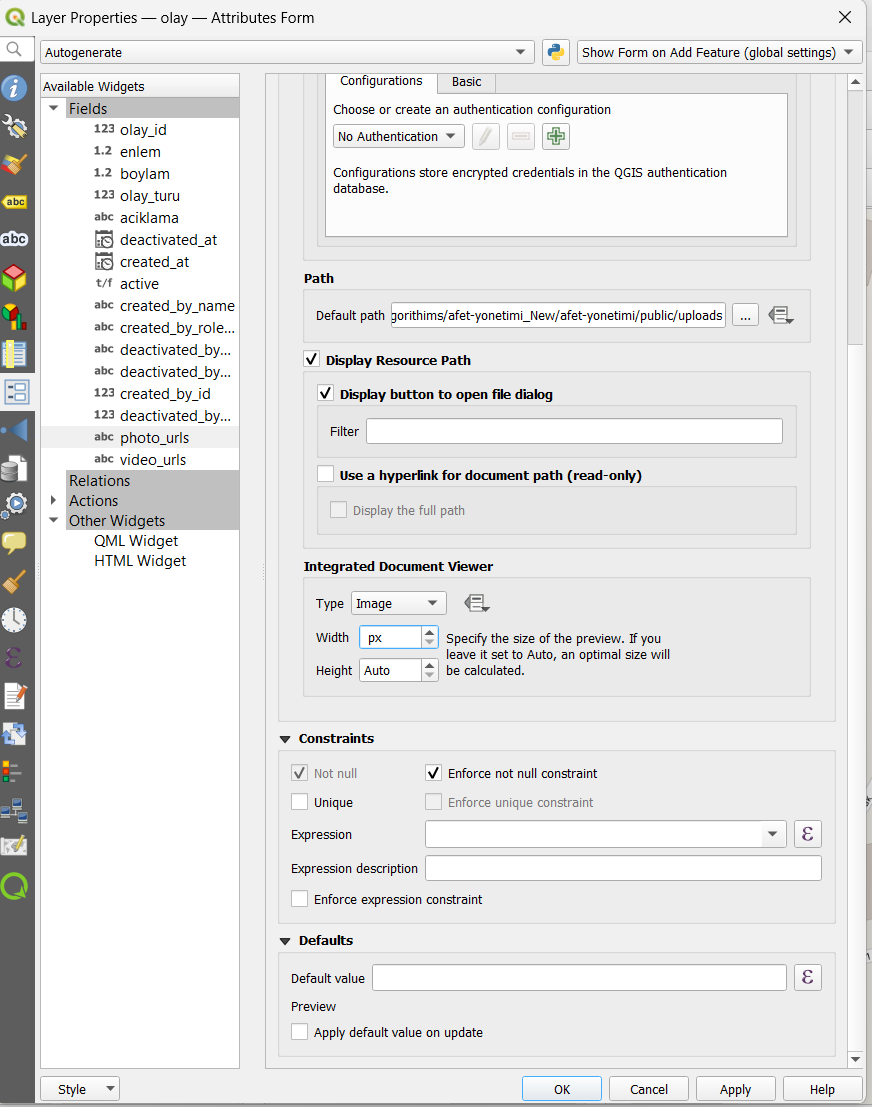 Layer Properties — olay — Attributes Form
Autogenerate
Show Form on Add Feature (global settings)
Available Widgets
Fields
123 olay_id
1.2 enlem
1.2 boylam
123 olay_turu
abc aciklama
deactivated_at
created_at
t/f active
abc created_by_name
abc created_by_role...
abc deactivated_by...
abc deactivated_by...
123 created_by_id
123 deactivated_by...
abc photo_urls
abc video_urls
Relations
Actions
Other Widgets
QML Widget
HTML Widget
abc
abc
Configurations
Basic
Choose or create an authentication configuration
No Authentication
Configurations store encrypted credentials in the QGIS authentication
database.
Path
Default path
gorithims/afet-yonetimi_New/afet-yonetimi/public/uploads
...
Display Resource Path
Display button to open file dialog
Filter
Use a hyperlink for document path (read-only)
Display the full path
Integrated Document Viewer
Type Image
Width px
Specify the size of the preview. If you
leave it set to Auto, an optimal size will
be calculated.
Height Auto
Constraints
Not null
Enforce not null constraint
Unique
Enforce unique constraint
Expression
ε
Expression description
Enforce expression constraint
Defaults
Default value
ε
Preview
Apply default value on update
Style
OK
Cancel
Apply
Help